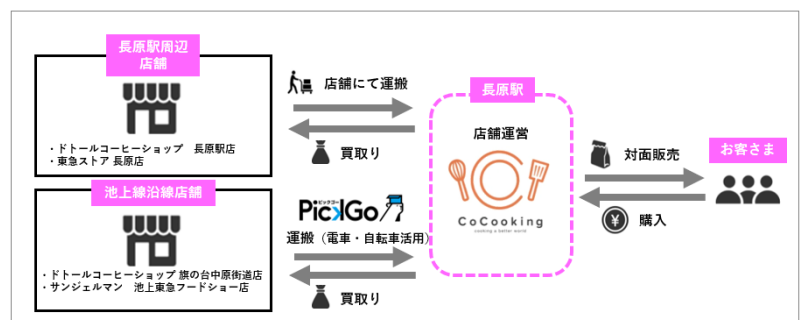 長原駅周辺
店舗
・ドトールコーヒーショップ　長原駅店
・東急ストア 長原店
店舗にて運搬
買取り
池上線沿線店舗
・ドトールコーヒーショップ 旗の台中原街道店
・サンジェルマン　池上東急フードショー店
ピックゴー
PickGo
運搬（電車・自転車活用）
買取り
長原駅
店舗運営
CoCooking
cooking a better world
対面販売
¥
購入
お客さま